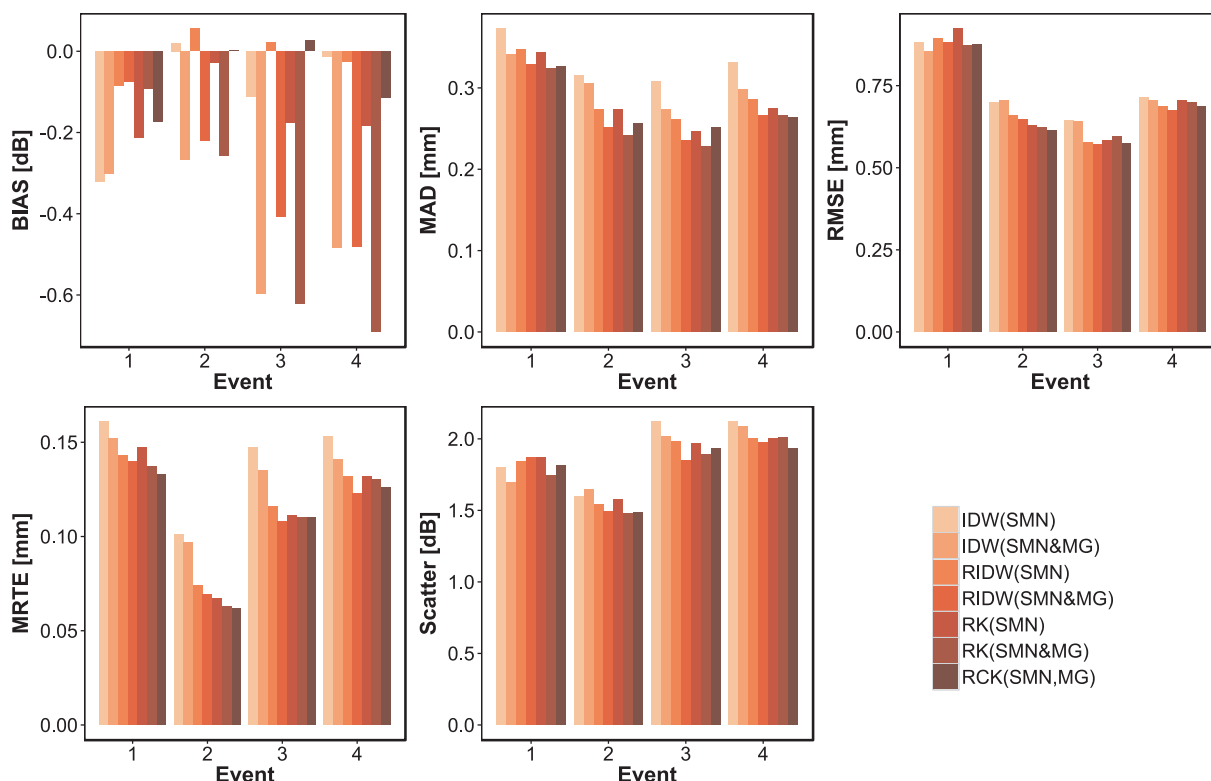 0.0
-0.2
-0.4
-0.6
BIAS [dB]
1 2 3 4
Event
0.3
0.2
0.1
0.0
MAD [mm]
1 2 3 4
Event
0.75
0.50
0.25
0.00
RMSE [mm]
1 2 3 4
Event
0.15
0.10
0.05
0.00
MRTE [mm]
1 2 3 4
Event
2.0
1.5
1.0
0.5
0.0
Scatter [dB]
1 2 3 4
Event
IDW(SMN)
IDW(SMN&MG)
RIDW(SMN)
RIDW(SMN&MG)
RK(SMN)
RK(SMN&MG)
RCK(SMN,MG)